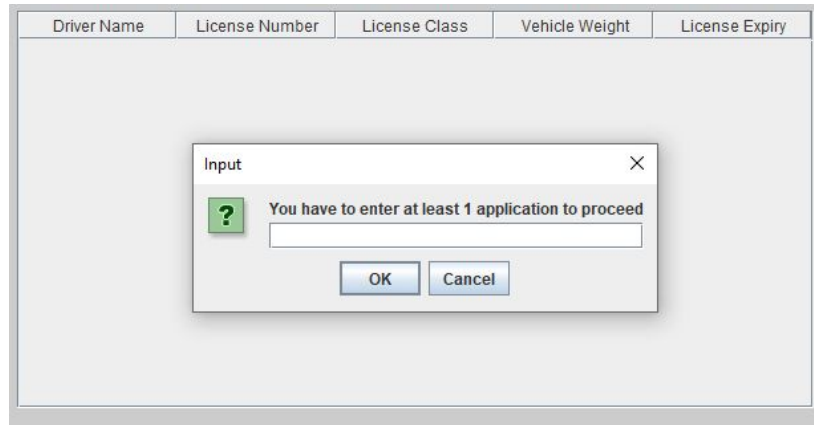 Driver Name License Number License Class Vehicle Weight License Expiry
Input
?
You have to enter at least 1 application to proceed
OK Cancel